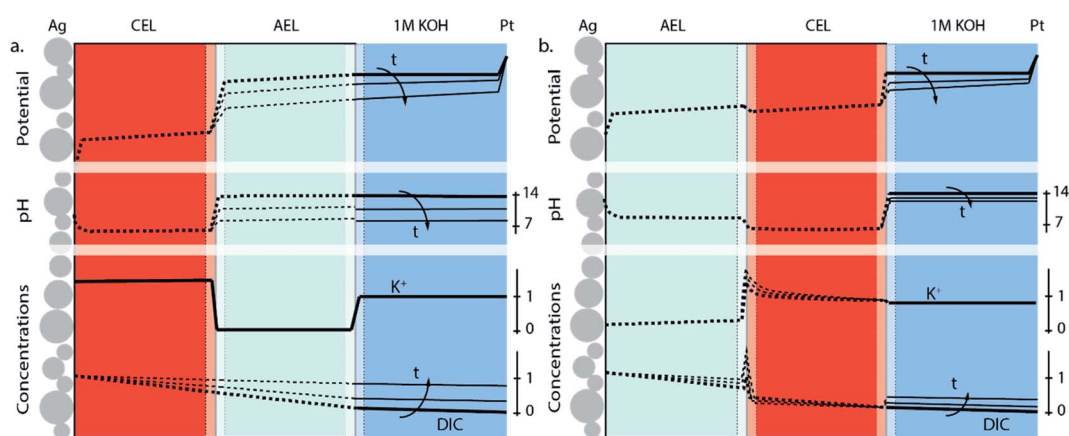 a.
Ag CEL AEL 1M KOH Pt
Potential
t
pH
t
14
7
Concentrations
K+
1
0
t
1
0
DIC
b.
Ag AEL CEL 1M KOH Pt
Potential
t
pH
t
14
7
Concentrations
K+
1
0
t
1
0
DIC